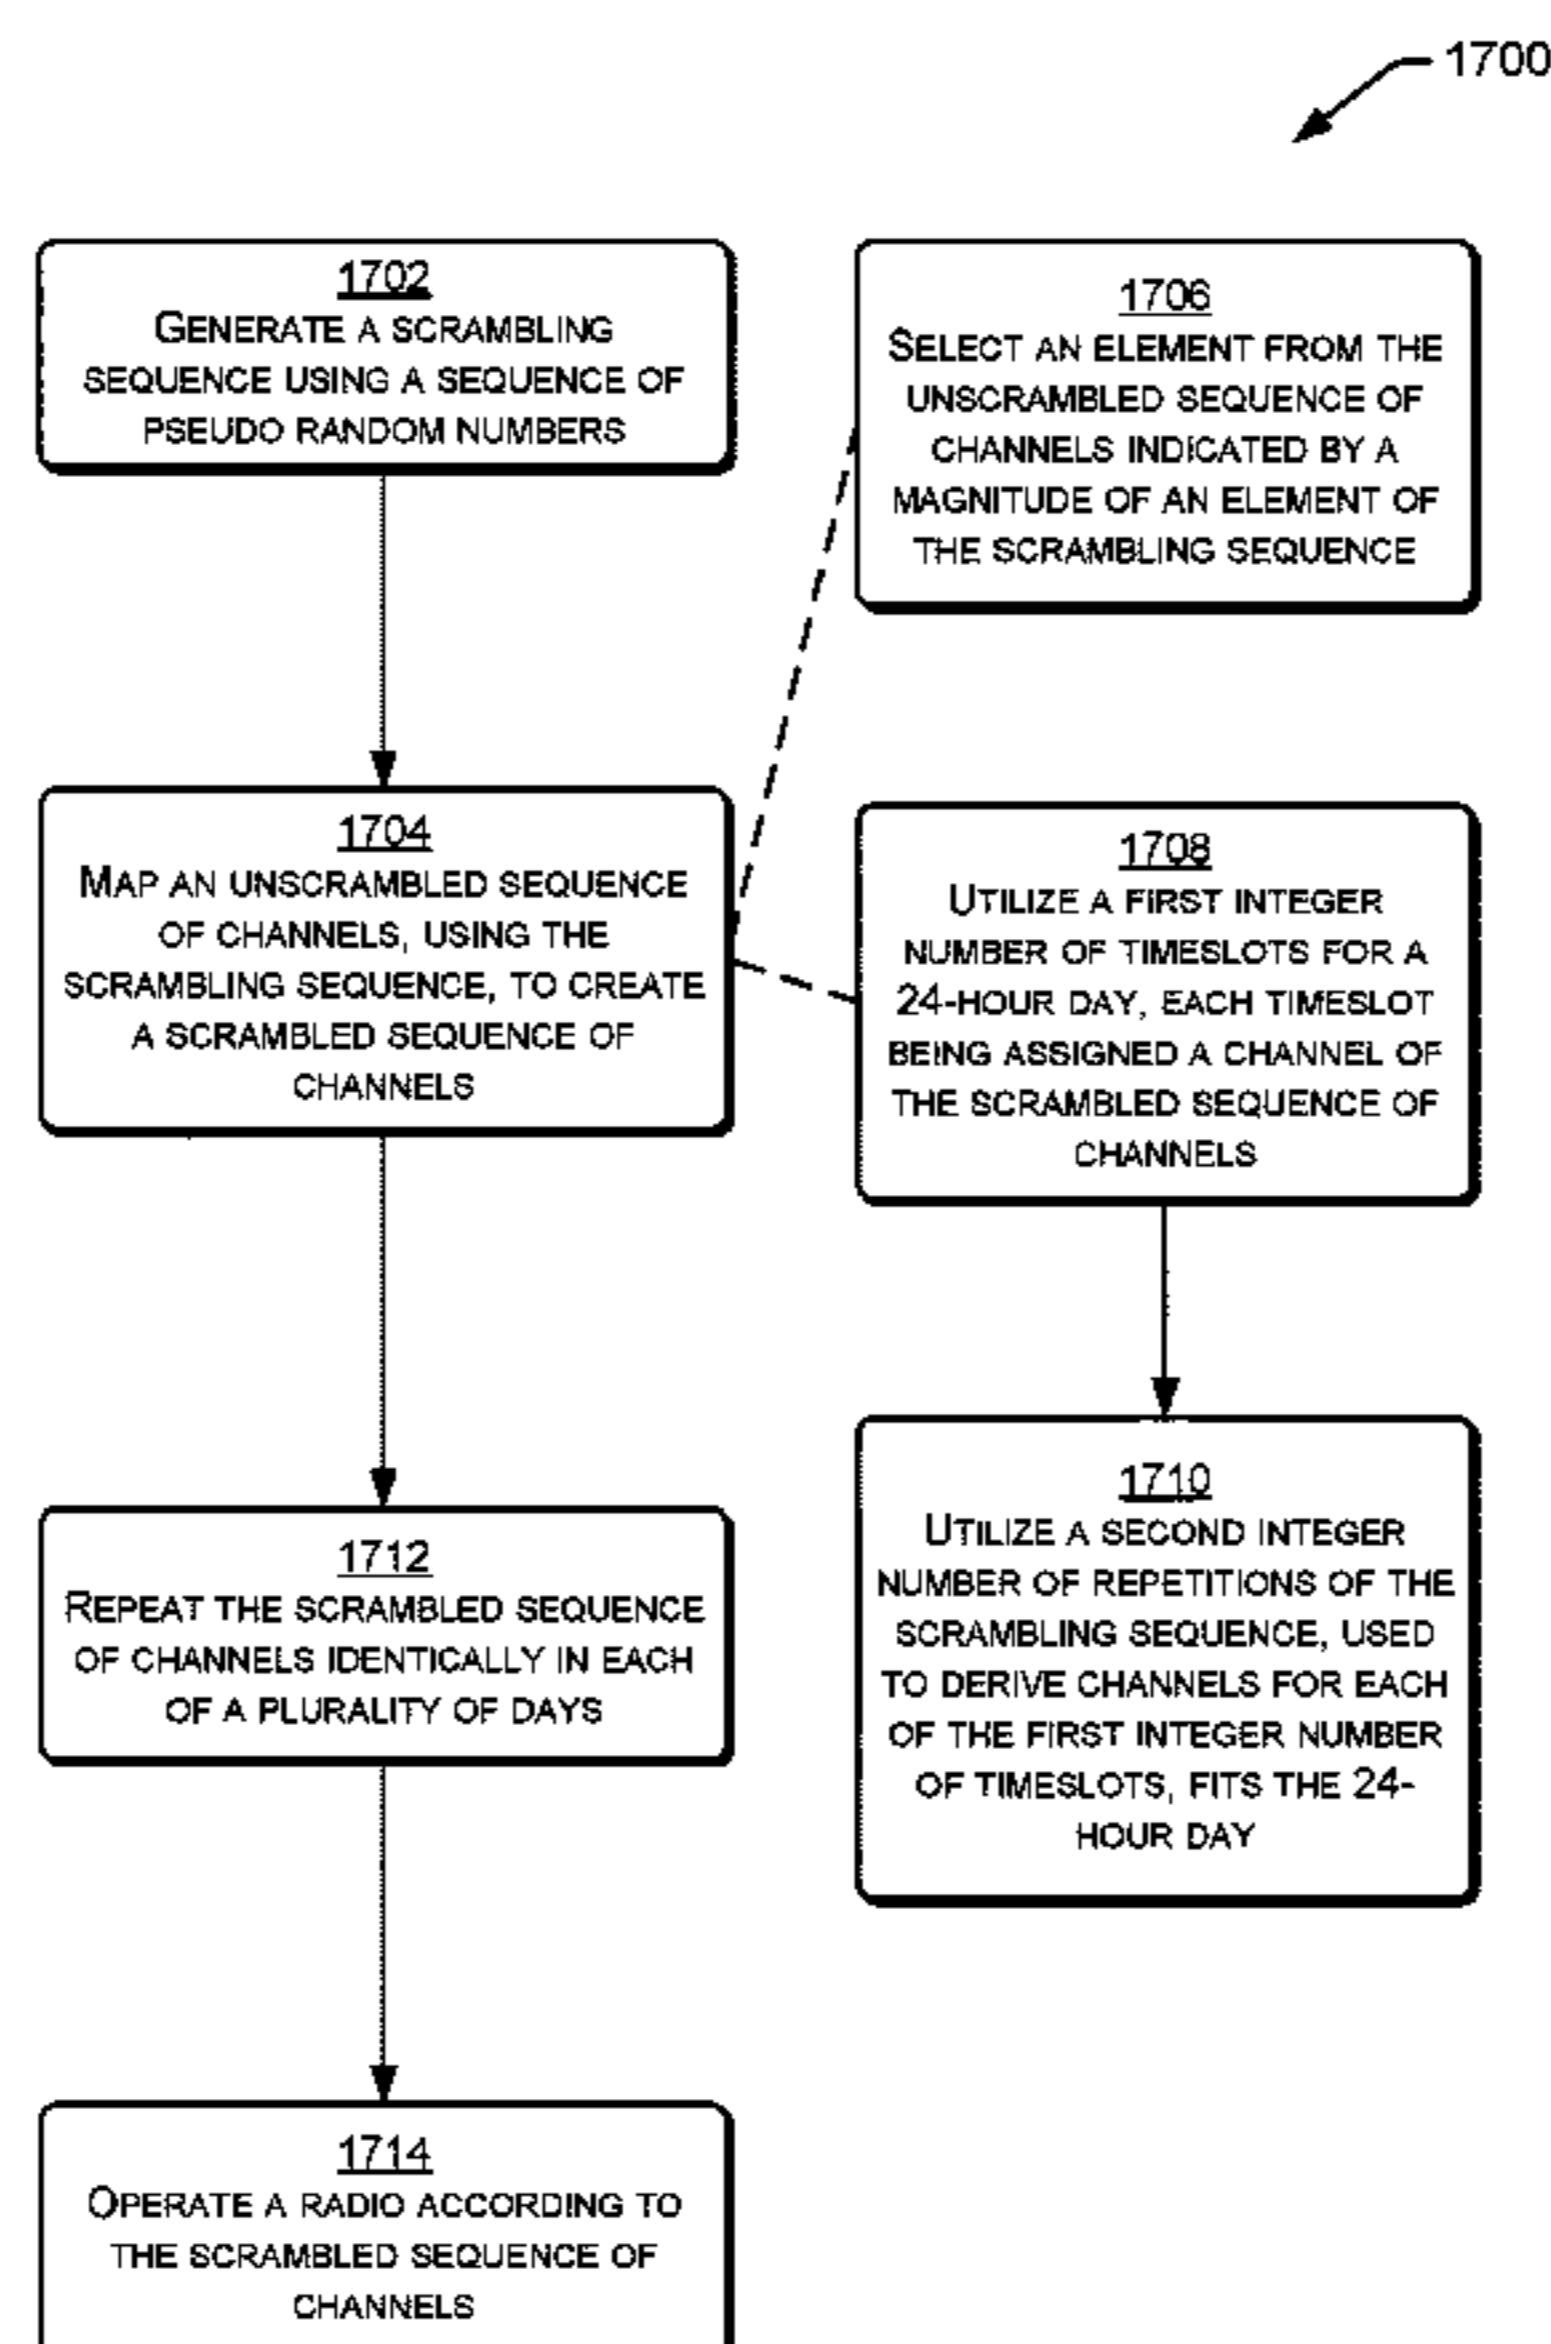 1700
1702
GENERATE A SCRAMBLING
SEQUENCE USING A SEQUENCE OF
PSEUDO RANDOM NUMBERS
1704
MAP AN UNSCRAMBLED SEQUENCE
OF CHANNELS, USING THE
SCRAMBLING SEQUENCE, TO CREATE
A SCRAMBLED SEQUENCE OF
CHANNELS
1706
SELECT AN ELEMENT FROM THE
UNSCRAMBLED SEQUENCE OF
CHANNELS INDICATED BY A
MAGNITUDE OF AN ELEMENT OF
THE SCRAMBLING SEQUENCE
1708
UTILIZE A FIRST INTEGER
NUMBER OF TIMESLOTS FOR A
24-HOUR DAY, EACH TIMESLOT
BEING ASSIGNED A CHANNEL OF
THE SCRAMBLED SEQUENCE OF
CHANNELS
1710
UTILIZE A SECOND INTEGER
NUMBER OF REPETITIONS OF THE
SCRAMBLING SEQUENCE, USED
TO DERIVE CHANNELS FOR EACH
OF THE FIRST INTEGER NUMBER
OF TIMESLOTS, FITS THE 24-
HOUR DAY
1712
REPEAT THE SCRAMBLED SEQUENCE
OF CHANNELS IDENTICALLY IN EACH
OF A PLURALITY OF DAYS
1714
OPERATE A RADIO ACCORDING TO
THE SCRAMBLED SEQUENCE OF
CHANNELS